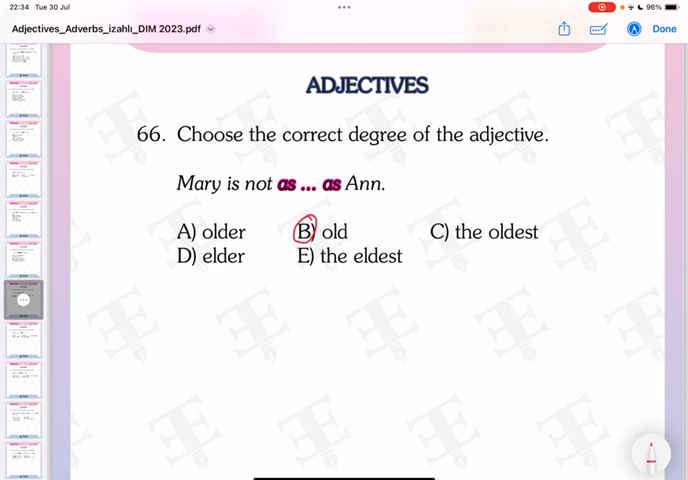 22:34 Tue 30 Jul 96%
Adjectives_Adverbs_izahlı_DIM 2023.pdf Done
ADJECTIVES
66. Choose the correct degree of the adjective.
Mary is not as ... as Ann.
A) older B) old C) the oldest
D) elder E) the eldest